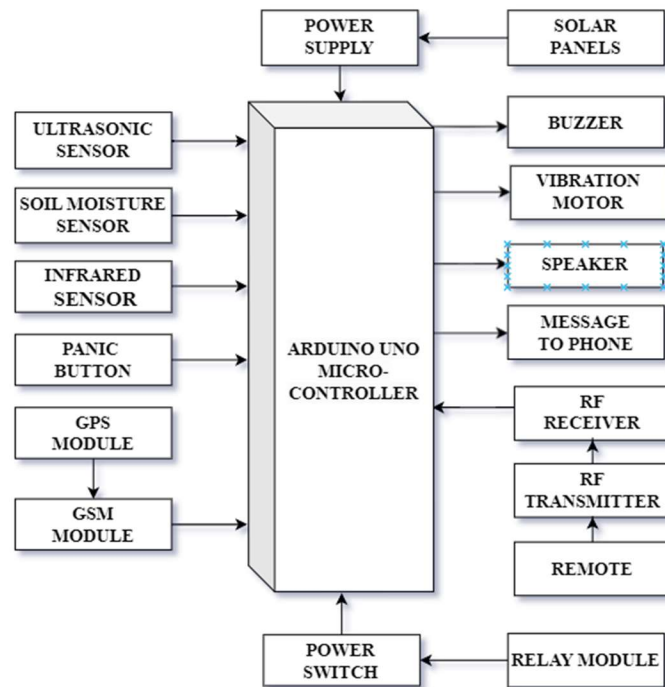 POWER
SUPPLY
SOLAR
PANELS
ULTRASONIC
SENSOR
SOIL MOISTURE
SENSOR
INFRARED
SENSOR
PANIC
BUTTON
GPS
MODULE
GSM
MODULE
ARDUINO UNO
MICRO-
CONTROLLER
BUZZER
VIBRATION
MOTOR
SPEAKER
MESSAGE
TO PHONE
RF
RECEIVER
RF
TRANSMITTER
REMOTE
POWER
SWITCH
RELAY MODULE